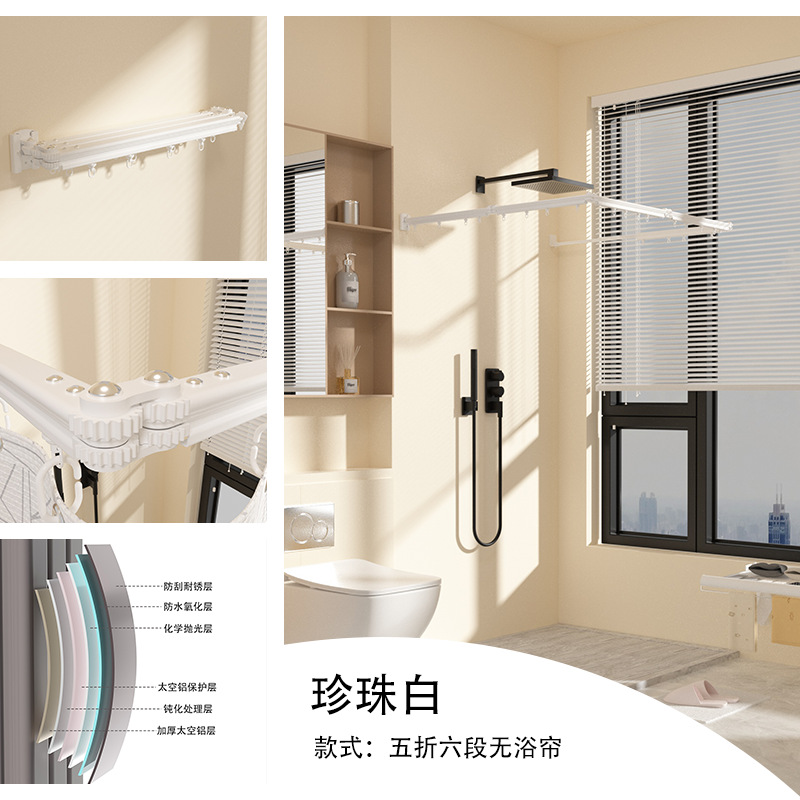 防刮耐锈层
防水氧化层
化学抛光层
太空铝保护层
钝化处理层
加厚太空铝层
珍珠白
款式：五折六段无浴帘